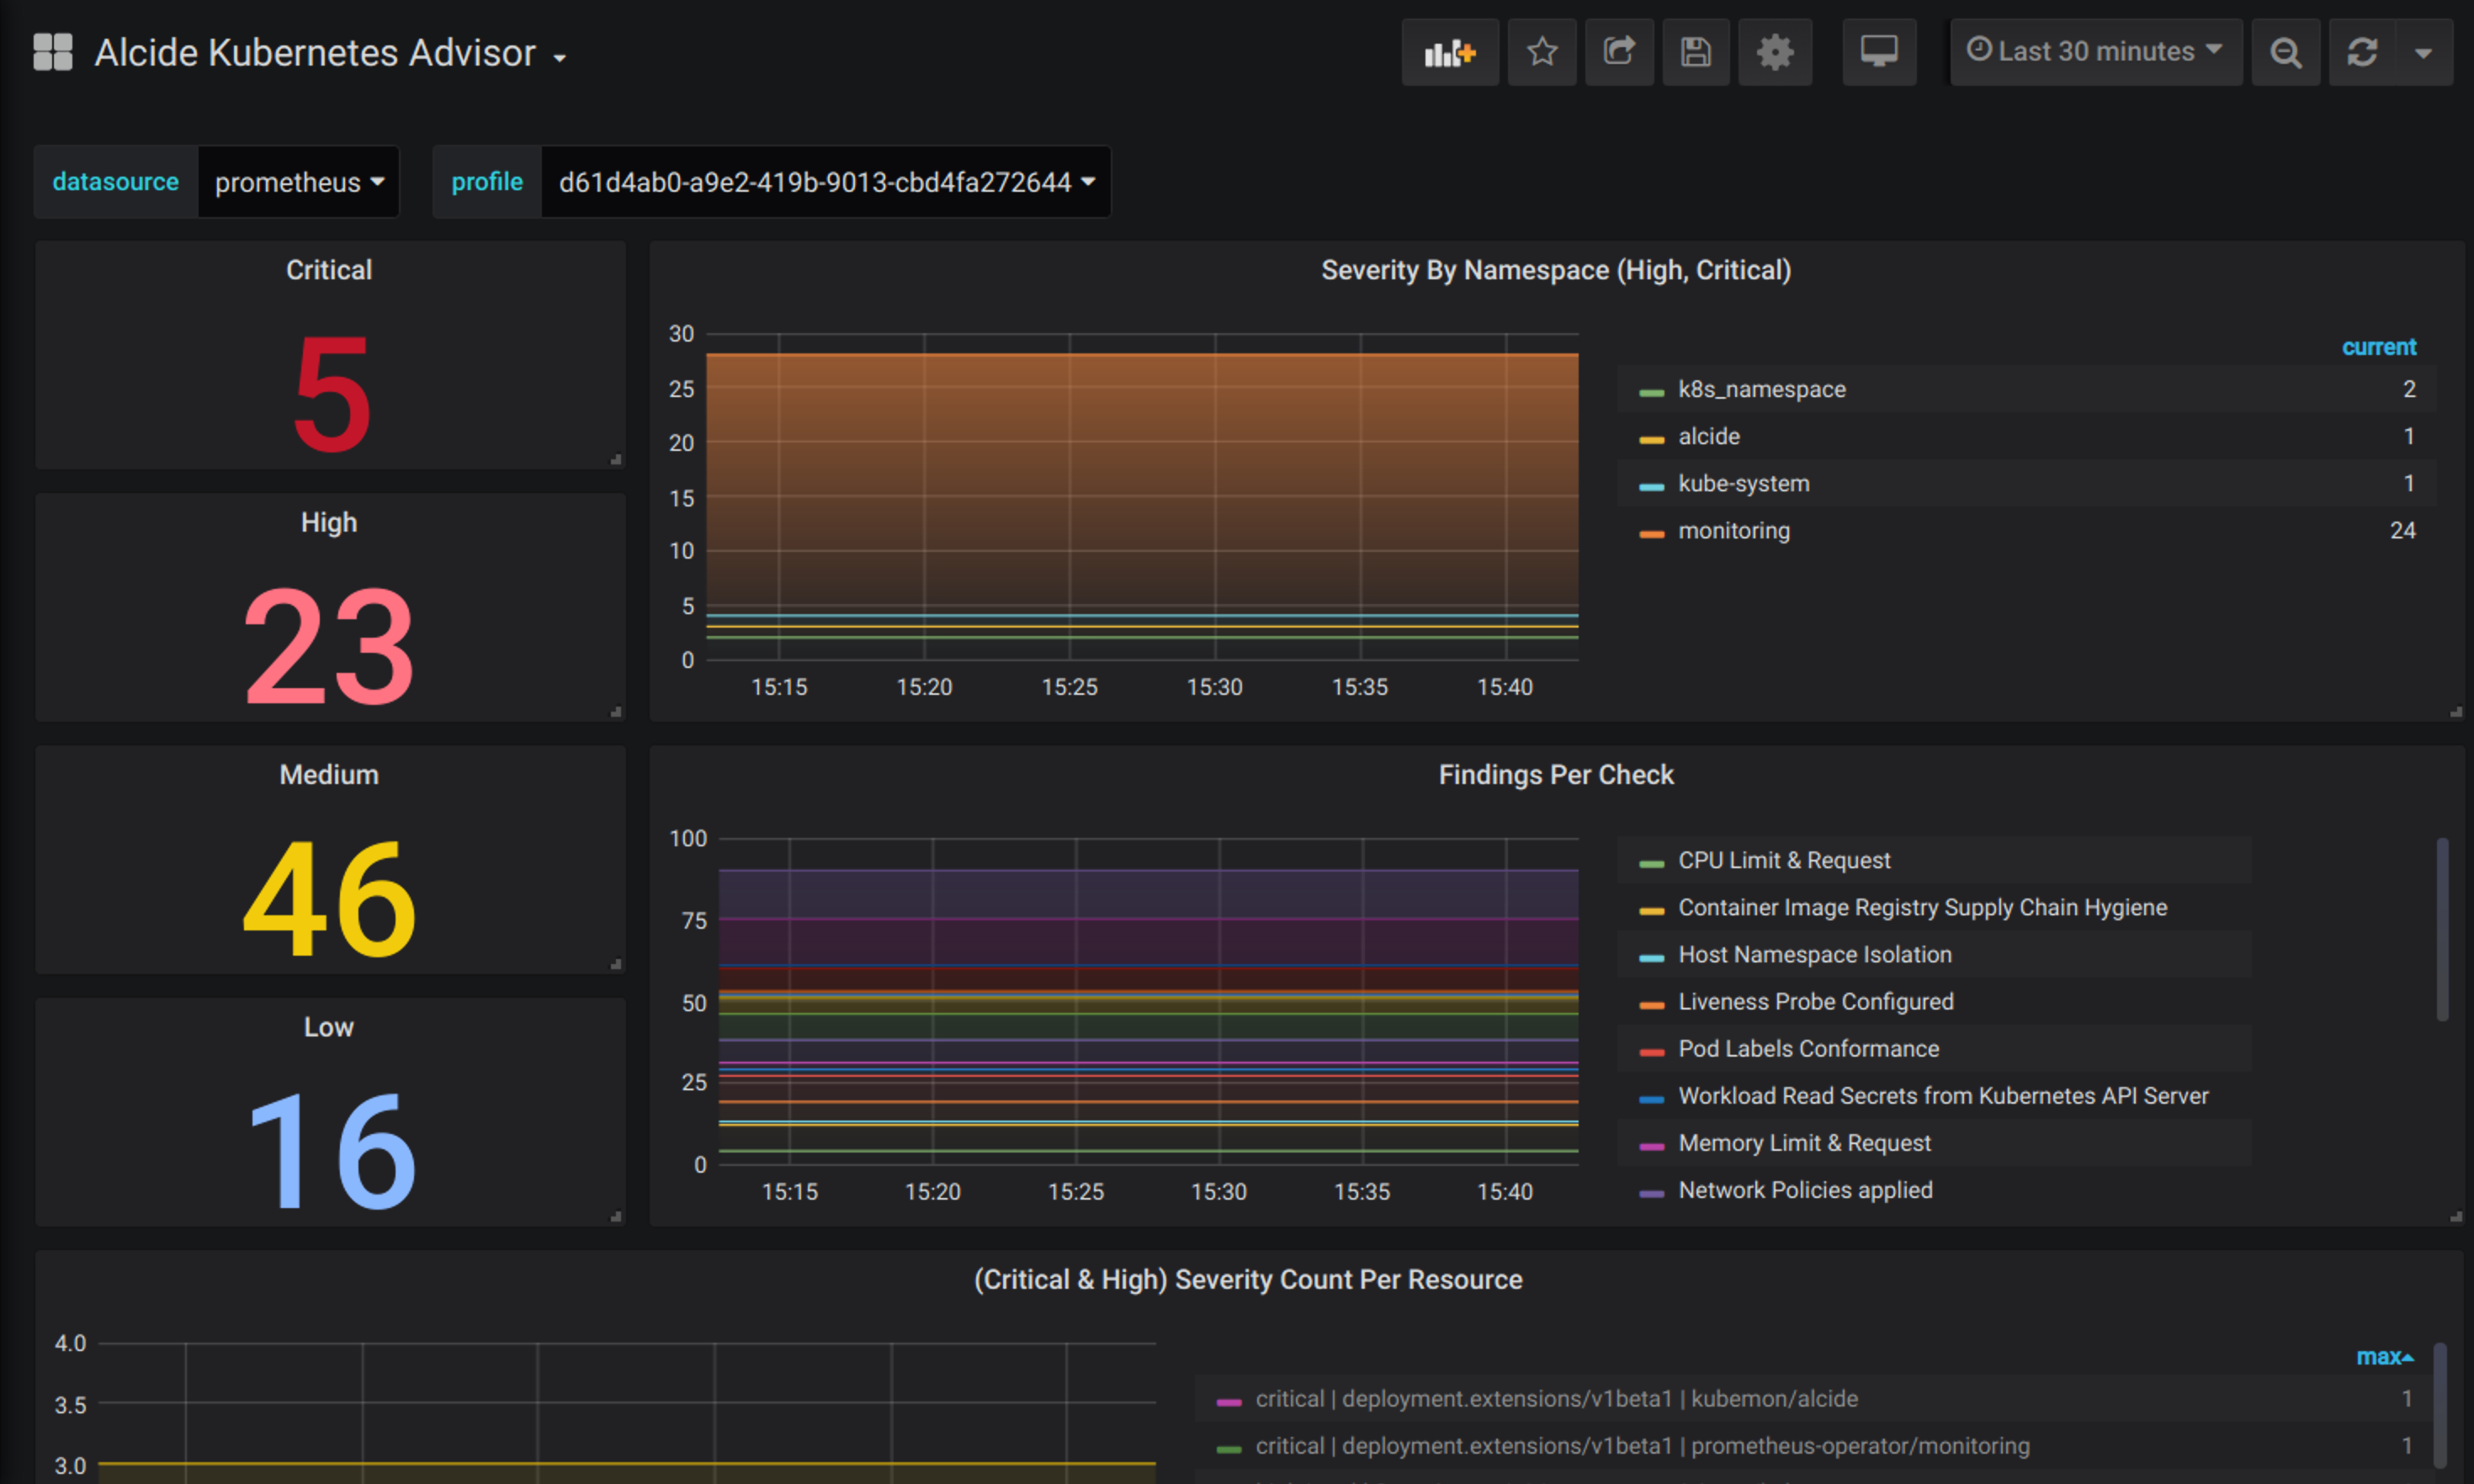 Alcide Kubernetes Advisor
Last 30 minutes
datasource prometheus profile d61d4ab0-a9e2-419b-9013-cbd4fa272644
Critical
5
High
23
Medium
46
Low
16
Severity By Namespace (High, Critical)
30
25
20
15
10
5
0
15:15 15:20 15:25 15:30 15:35 15:40
current
k8s_namespace 2
alcide 1
kube-system 1
monitoring 24
Findings Per Check
100
75
50
25
0
15:15 15:20 15:25 15:30 15:35 15:40
CPU Limit & Request
Container Image Registry Supply Chain Hygiene
Host Namespace Isolation
Liveness Probe Configured
Pod Labels Conformance
Workload Read Secrets from Kubernetes API Server
Memory Limit & Request
Network Policies applied
(Critical & High) Severity Count Per Resource
4.0
3.5
3.0
max
critical | deployment.extensions/v1beta1 | kubemon/alcide 1
critical | deployment.extensions/v1beta1 | prometheus-operator/monitoring 1